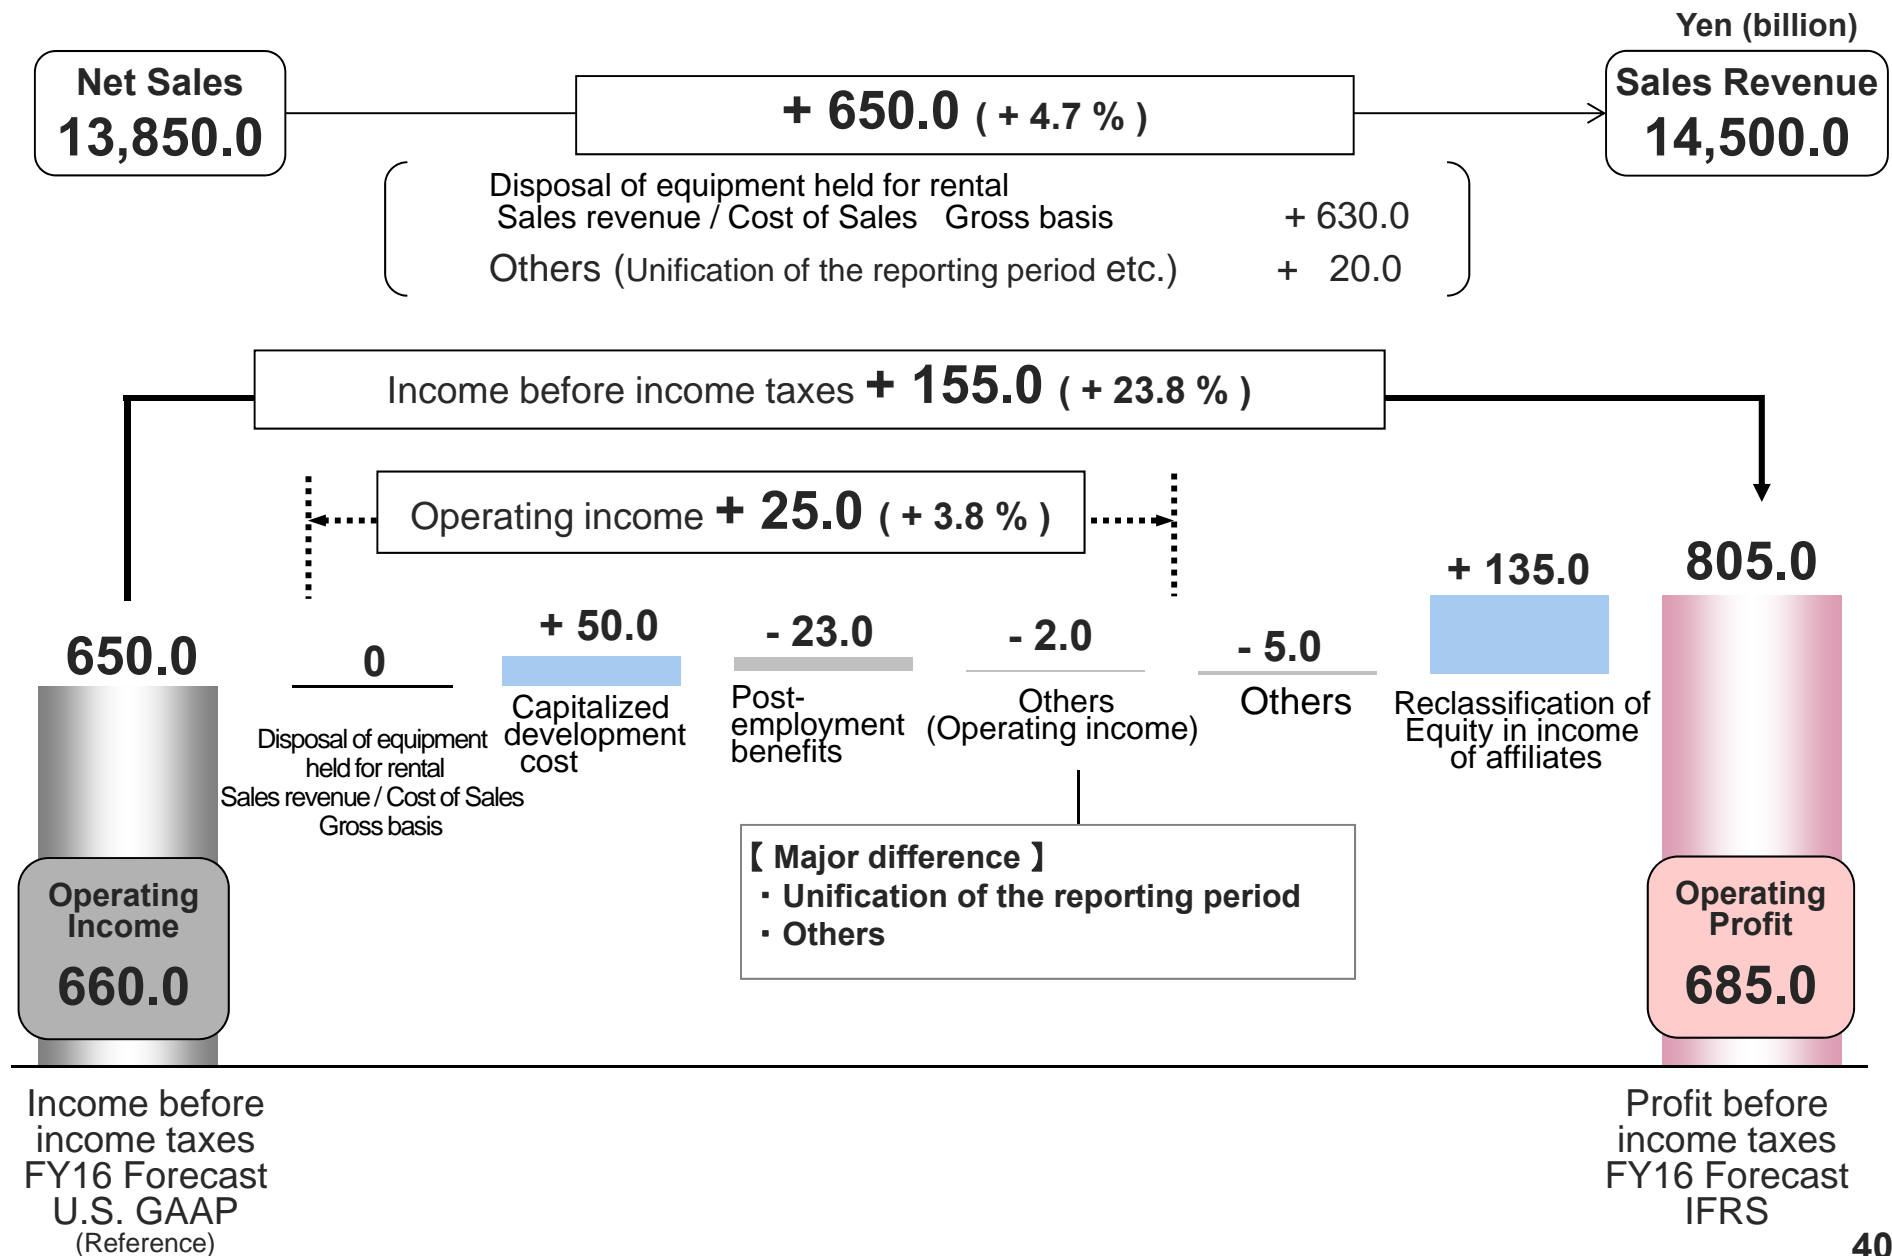 Yen (billion)
Net Sales
13,850.0
+ 650.0 ( + 4.7 % )
Sales Revenue
14,500.0
Disposal of equipment held for rental
Sales revenue / Cost of Sales Gross basis + 630.0
Others (Unification of the reporting period etc.) + 20.0
Income before income taxes + 155.0 ( + 23.8 % )
Operating income + 25.0 ( + 3.8 % )
650.0
0
+ 50.0
- 23.0
- 2.0
- 5.0
+ 135.0
805.0
Disposal of equipment
held for rental
Sales revenue / Cost of Sales
Gross basis
Capitalized
development
cost
Post-
employment
benefits
Others
(Operating income)
Others
Reclassification of
Equity in income
of affiliates
【 Major difference 】
・ Unification of the reporting period
・ Others
Operating
Income
660.0
Operating
Profit
685.0
Income before
income taxes
FY16 Forecast
U.S. GAAP
(Reference)
Profit before
income taxes
FY16 Forecast
IFRS
40